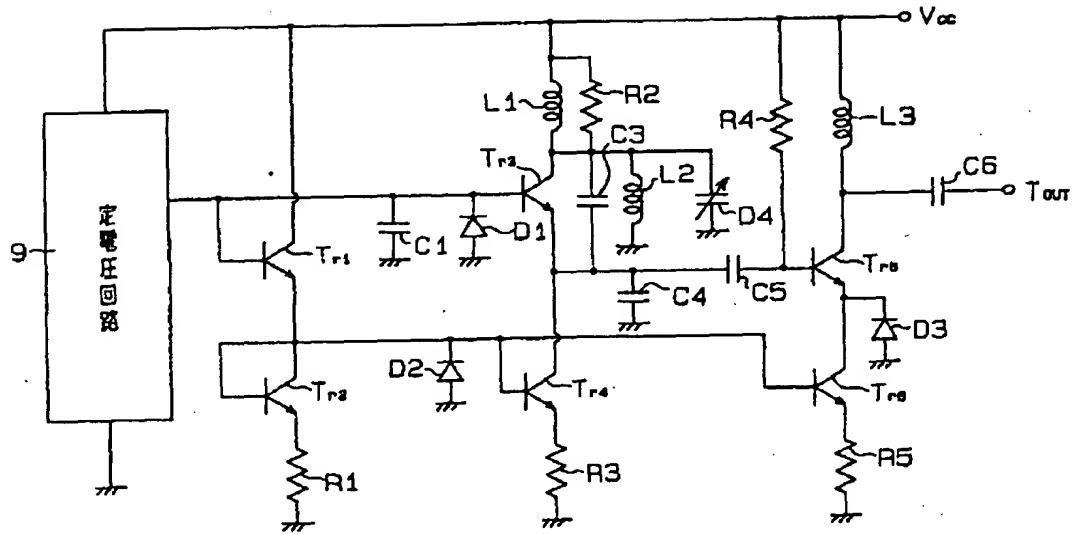 Vcc
L1
R2
R4
L3
C3
Tr3
L2
C6
TOUT
D4
9
定電圧回路
C1
D1
Tr1
C4
C5
Tr5
D3
D2
Tr2
Tr4
Tr6
R1
R3
R5